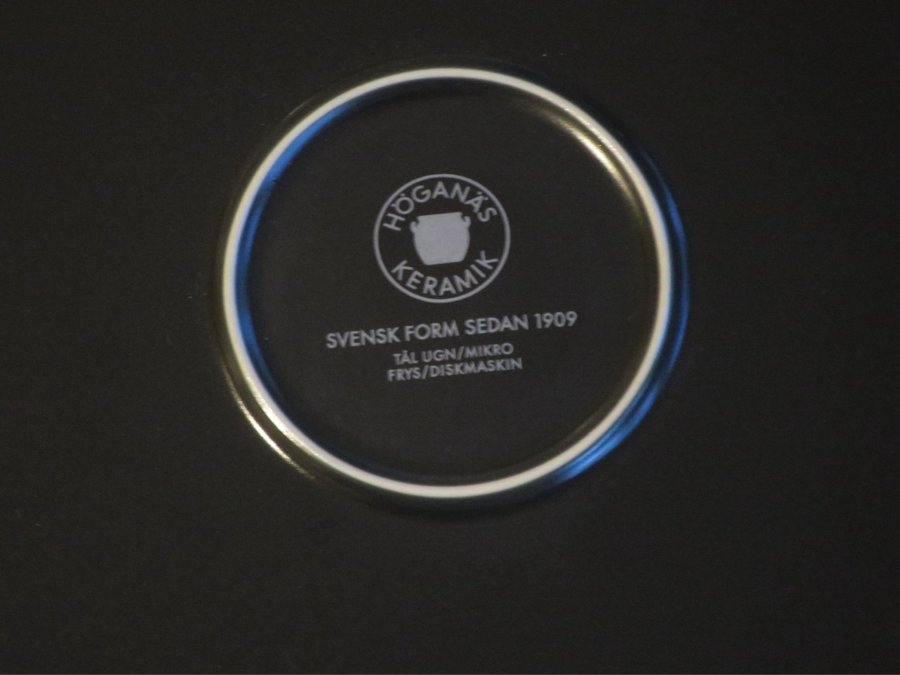 HÖGANÄS
KERAMIK
SVENSK FORM SEDAN 1909
TÅL UGN/MIKRO
FRYS/DISKMASKIN